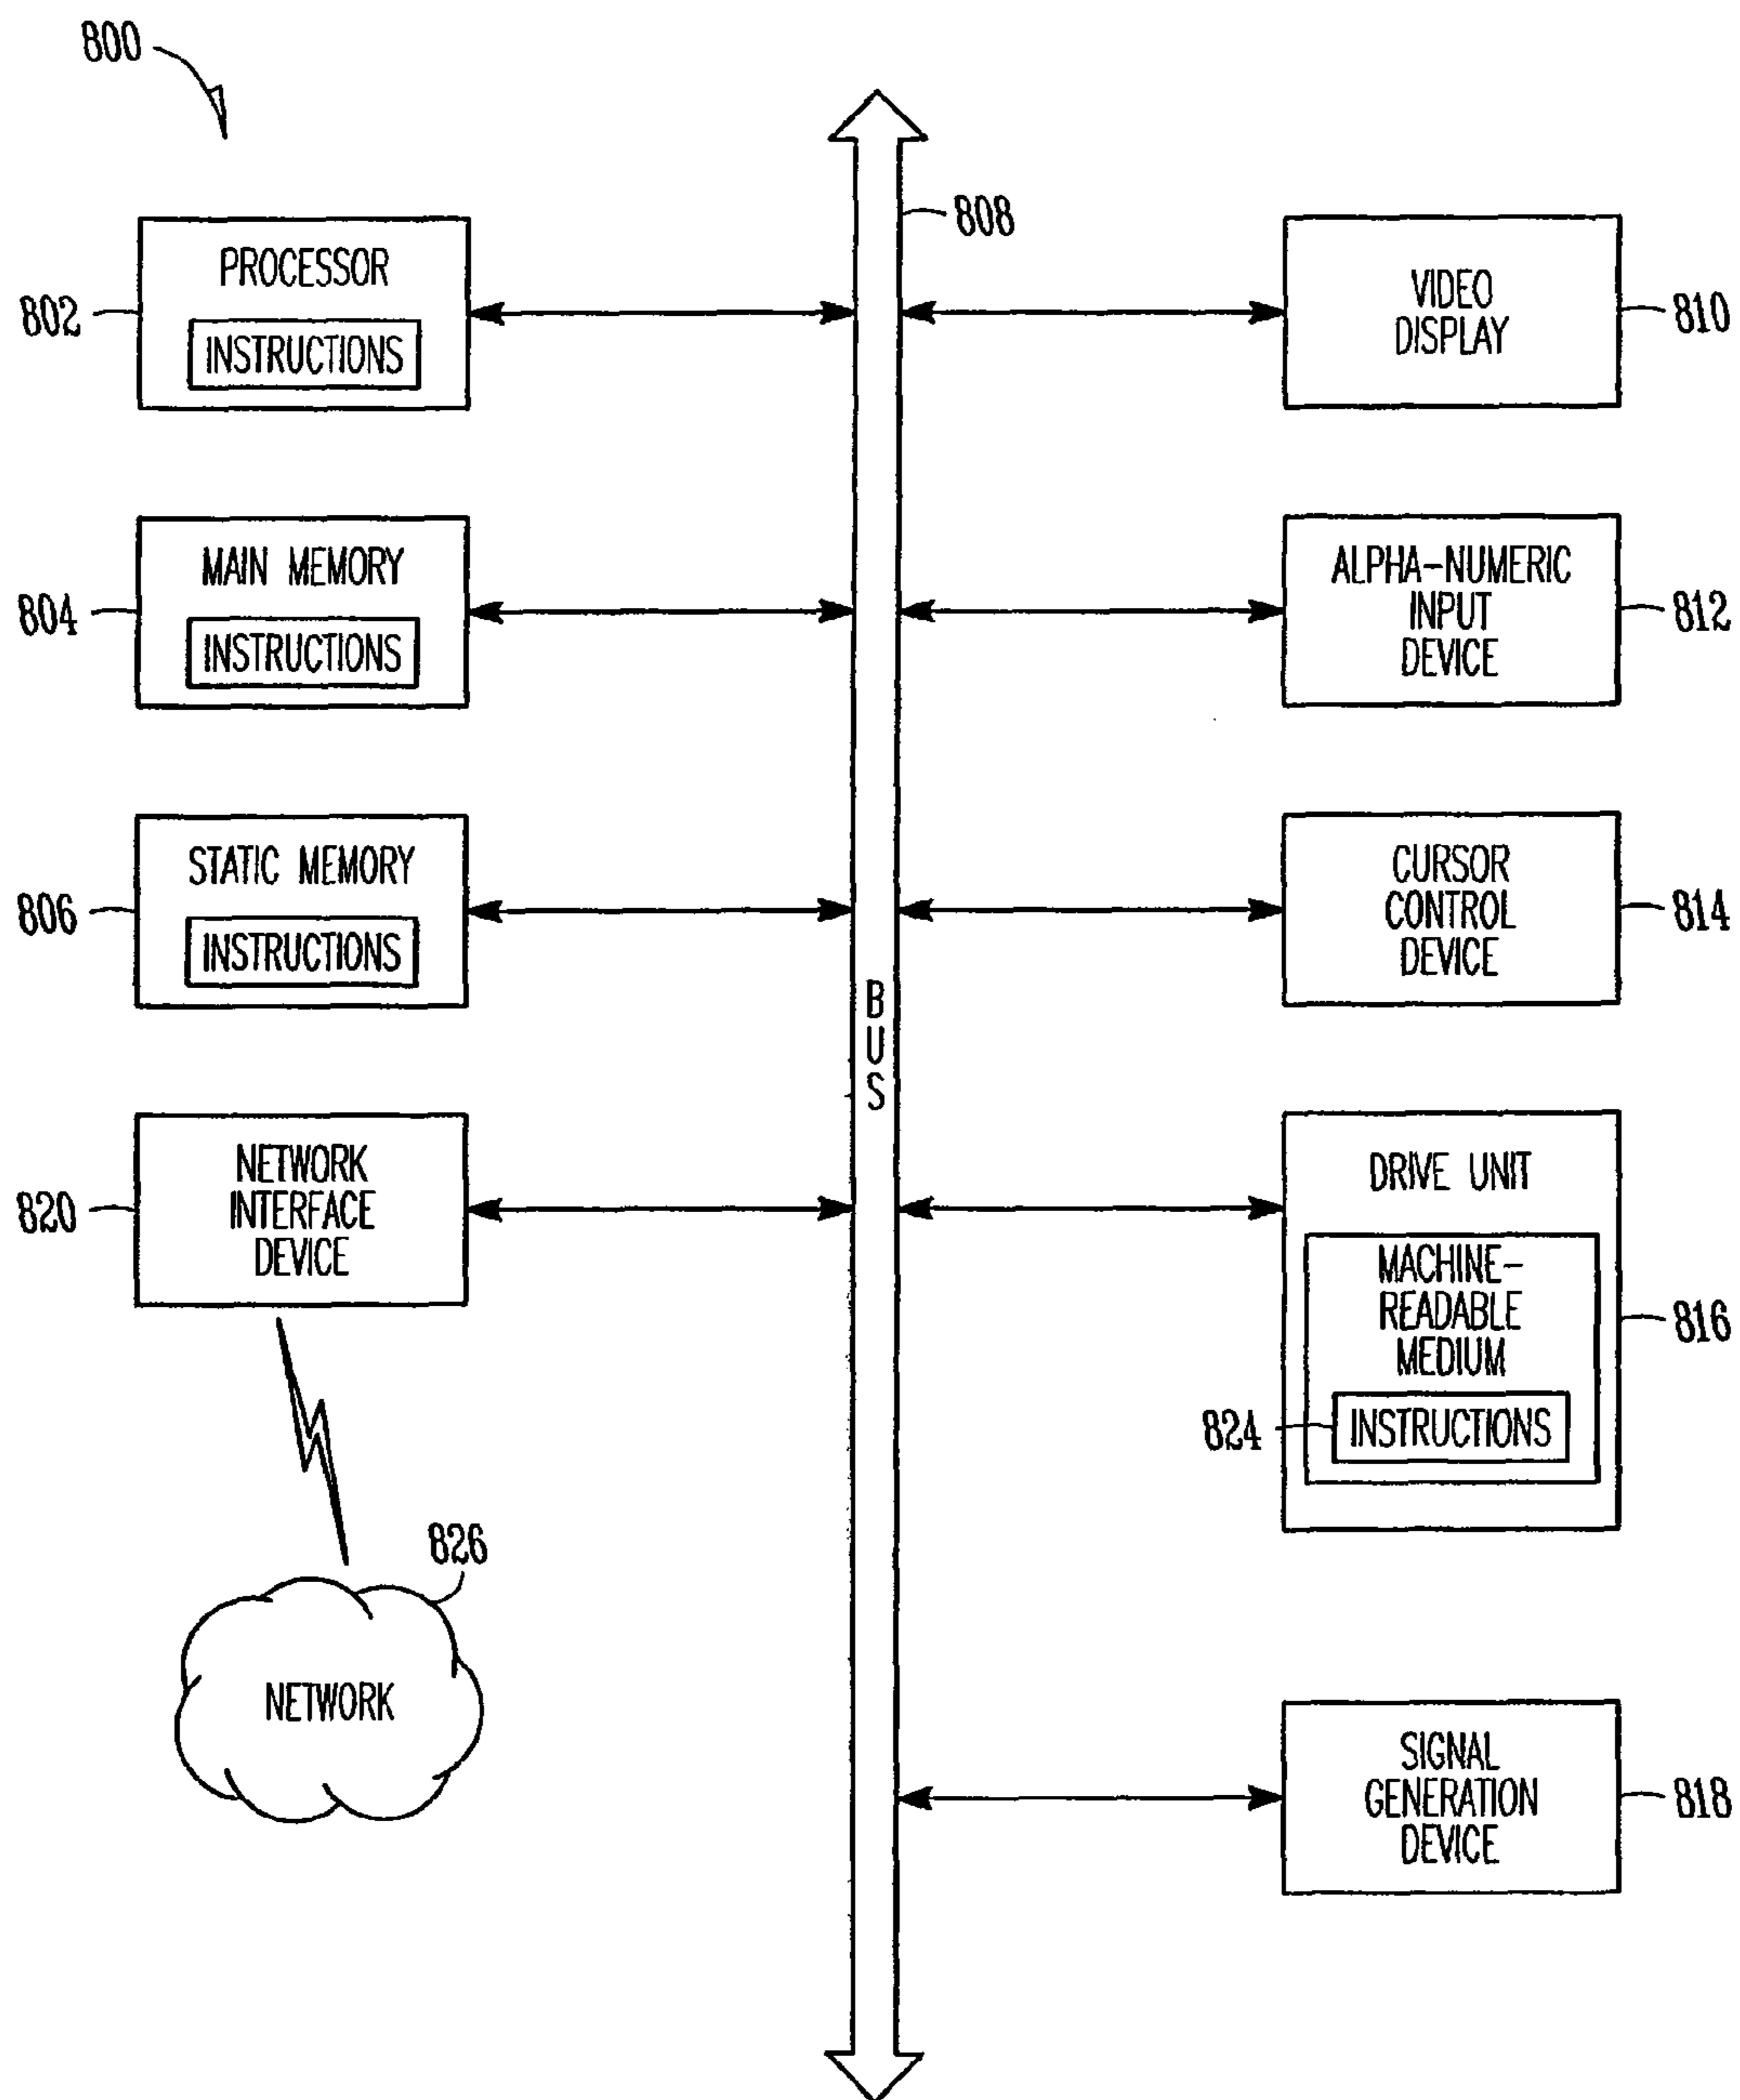 800
808
PROCESSOR
INSTRUCTIONS
802
VIDEO
DISPLAY
810
MAIN MEMORY
INSTRUCTIONS
804
ALPHA-NUMERIC
INPUT
DEVICE
812
STATIC MEMORY
INSTRUCTIONS
806
CURSOR
CONTROL
DEVICE
814
BUS
NETWORK
INTERFACE
DEVICE
820
DRIVE UNIT
MACHINE-
READABLE
MEDIUM
816
824
INSTRUCTIONS
826
NETWORK
SIGNAL
GENERATION
DEVICE
818